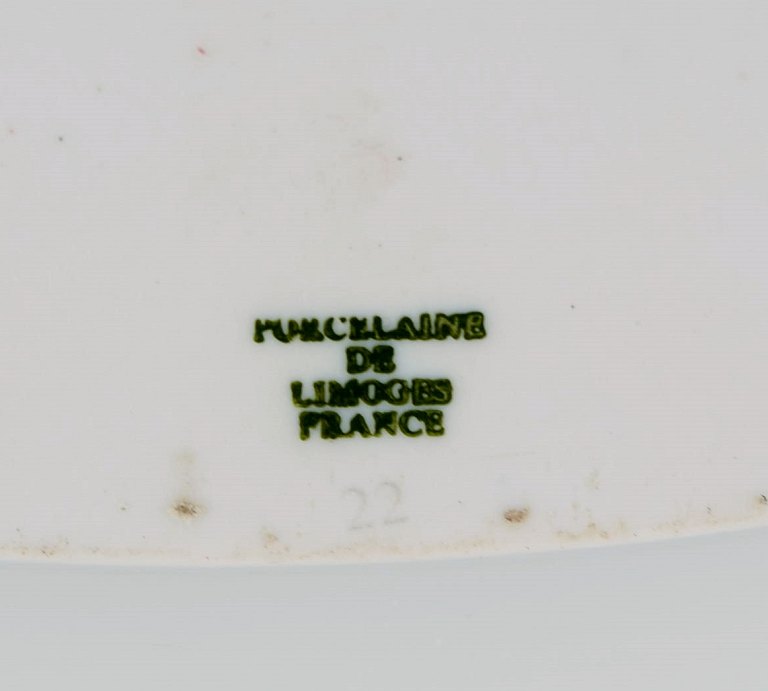 PORCELAINE
DE
LIMOGES
FRANCE
22